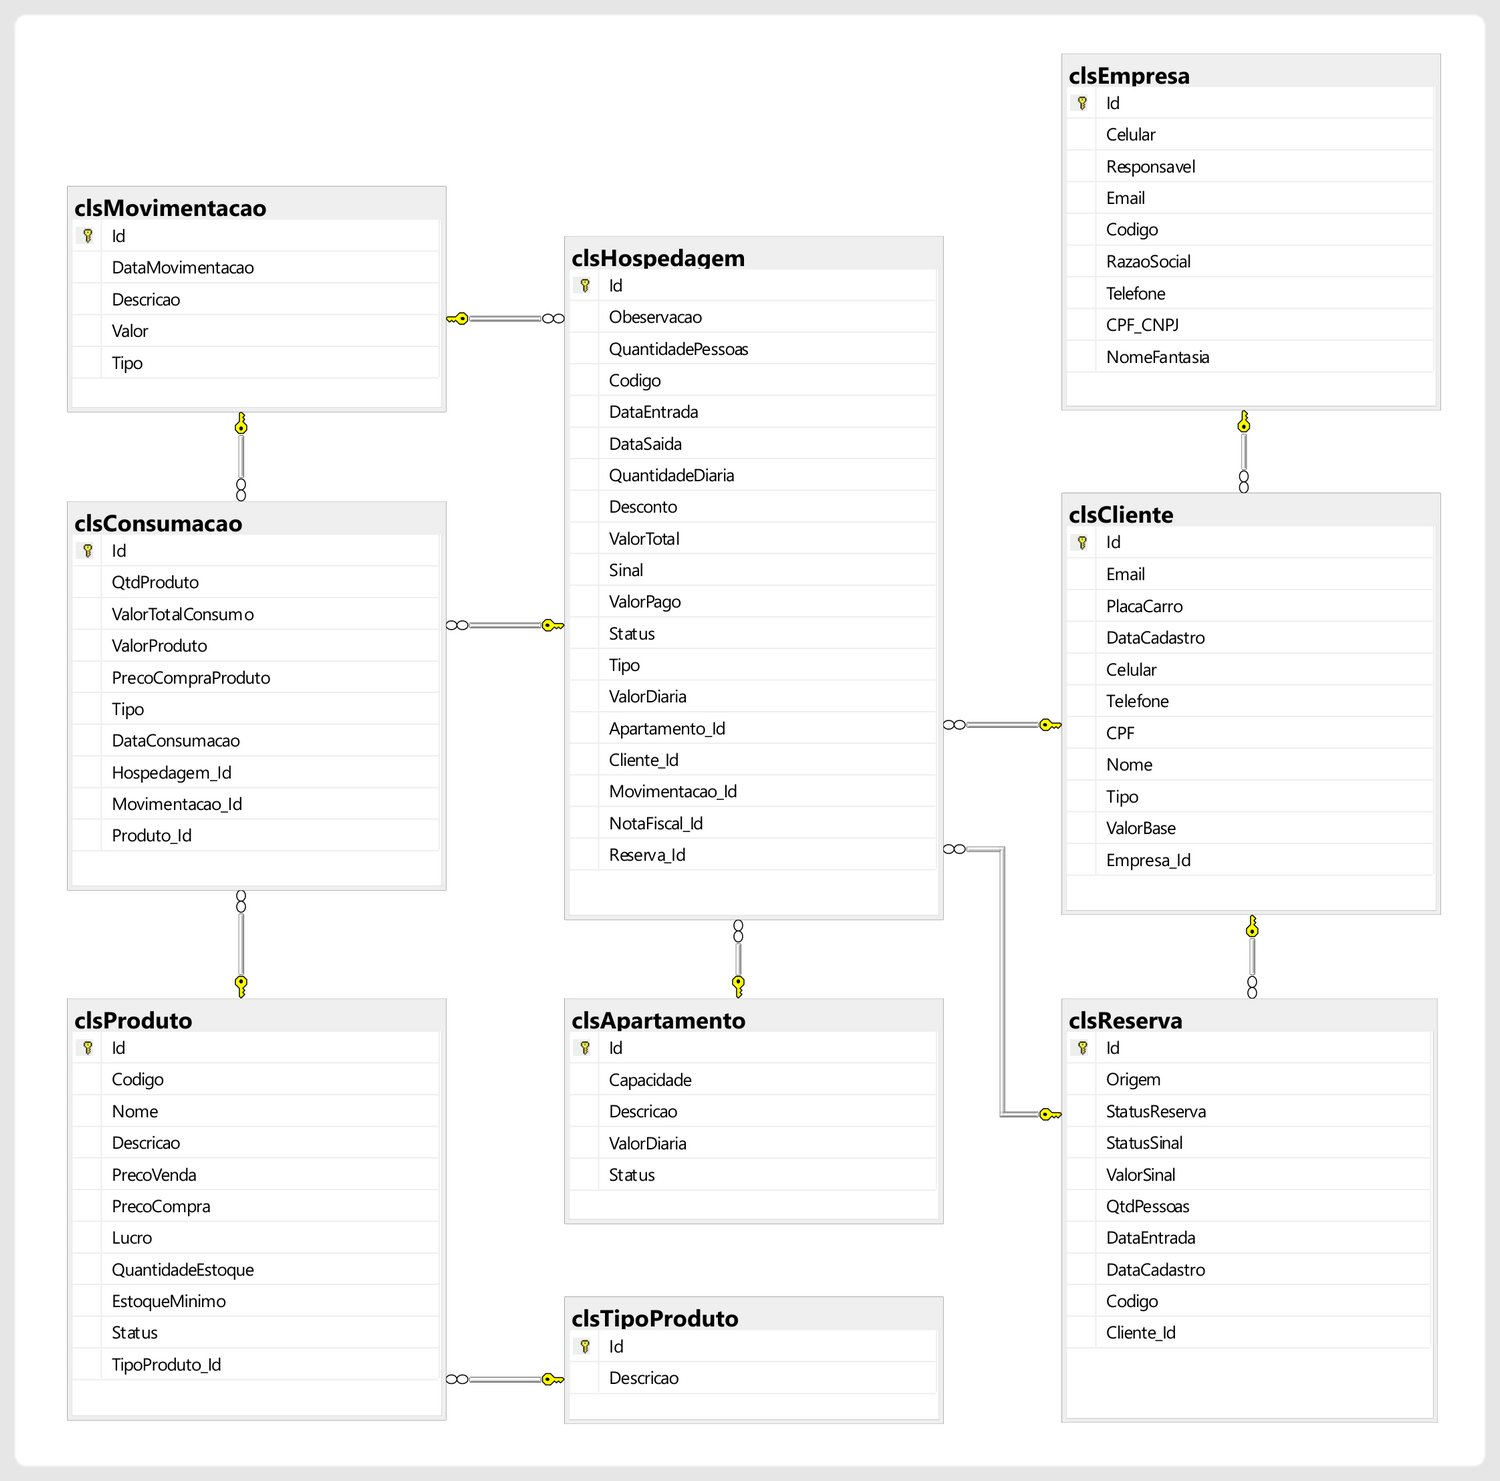 clsEmpresa
Id
Celular
Responsavel
Email
Codigo
RazaoSocial
Telefone
CPF_CNPJ
NomeFantasia
clsMovimentacao
Id
DataMovimentacao
Descricao
Valor
Tipo
clsHospedagem
Id
Obeservacao
QuantidadePessoas
Codigo
DataEntrada
DataSaida
QuantidadeDiaria
Desconto
ValorTotal
Sinal
ValorPago
Status
Tipo
ValorDiaria
Apartamento_Id
Cliente_Id
Movimentacao_Id
NotaFiscal_Id
Reserva_Id
clsCliente
Id
Email
PlacaCarro
DataCadastro
Celular
Telefone
CPF
Nome
Tipo
ValorBase
Empresa_Id
clsConsumacao
Id
QtdProduto
ValorTotalConsumo
ValorProduto
PrecoCompraProduto
Tipo
DataConsumacao
Hospedagem_Id
Movimentacao_Id
Produto_Id
clsProduto
Id
Codigo
Nome
Descricao
PrecoVenda
PrecoCompra
Lucro
QuantidadeEstoque
EstoqueMinimo
Status
TipoProduto_Id
clsApartamento
Id
Capacidade
Descricao
ValorDiaria
Status
clsReserva
Id
Origem
StatusReserva
StatusSinal
ValorSinal
QtdPessoas
DataEntrada
DataCadastro
Codigo
Cliente_Id
clsTipoProduto
Id
Descricao